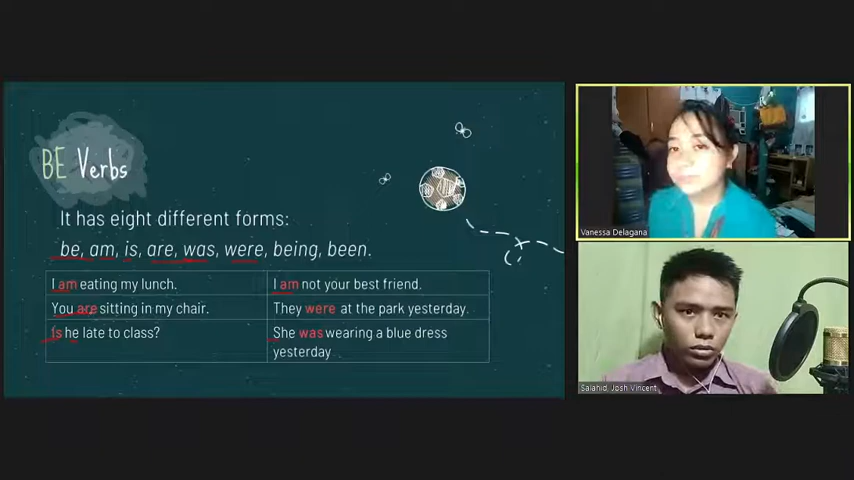 BE Verbs
It has eight different forms:
be, am, is, are, was, were, being, been.
I am eating my lunch.
I am not your best friend.
You are sitting in my chair.
They were at the park yesterday.
Is he late to class?
She was wearing a blue dress
yesterday
Vanessa Delagana
Salahid, Josh Vincent